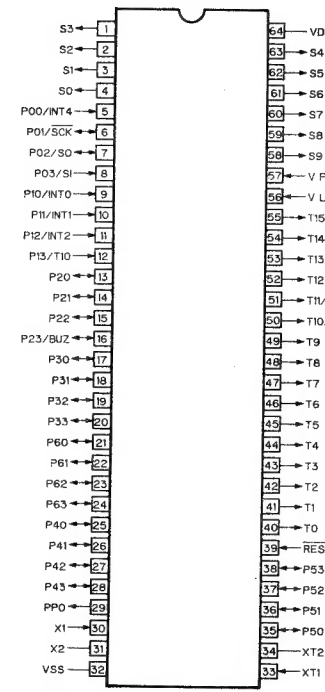 S3 1
S2 2
S1 3
S0 4
P00/INT4 5
P01/SCK 6
P02/SO 7
P03/SI 8
P10/INT0 9
P11/INT1 10
P12/INT2 11
P13/TI0 12
P20 13
P21 14
P22 15
P23/BUZ 16
P30 17
P31 18
P32 19
P33 20
P60 21
P61 22
P62 23
P63 24
P40 25
P41 26
P42 27
P43 28
PP0 29
X1 30
X2 31
VSS 32
64 VD
63 S4
62 S5
61 S6
60 S7
59 S8
58 S9
57 V P
56 V L
55 T15
54 T14
53 T13
52 T12
51 T11/
50 T10
49 T9
48 T8
47 T7
46 T6
45 T5
44 T4
43 T3
42 T2
41 T1
40 T0
39 RES
38 P53
37 P52
36 P51
35 P50
34 XT2
33 XT1